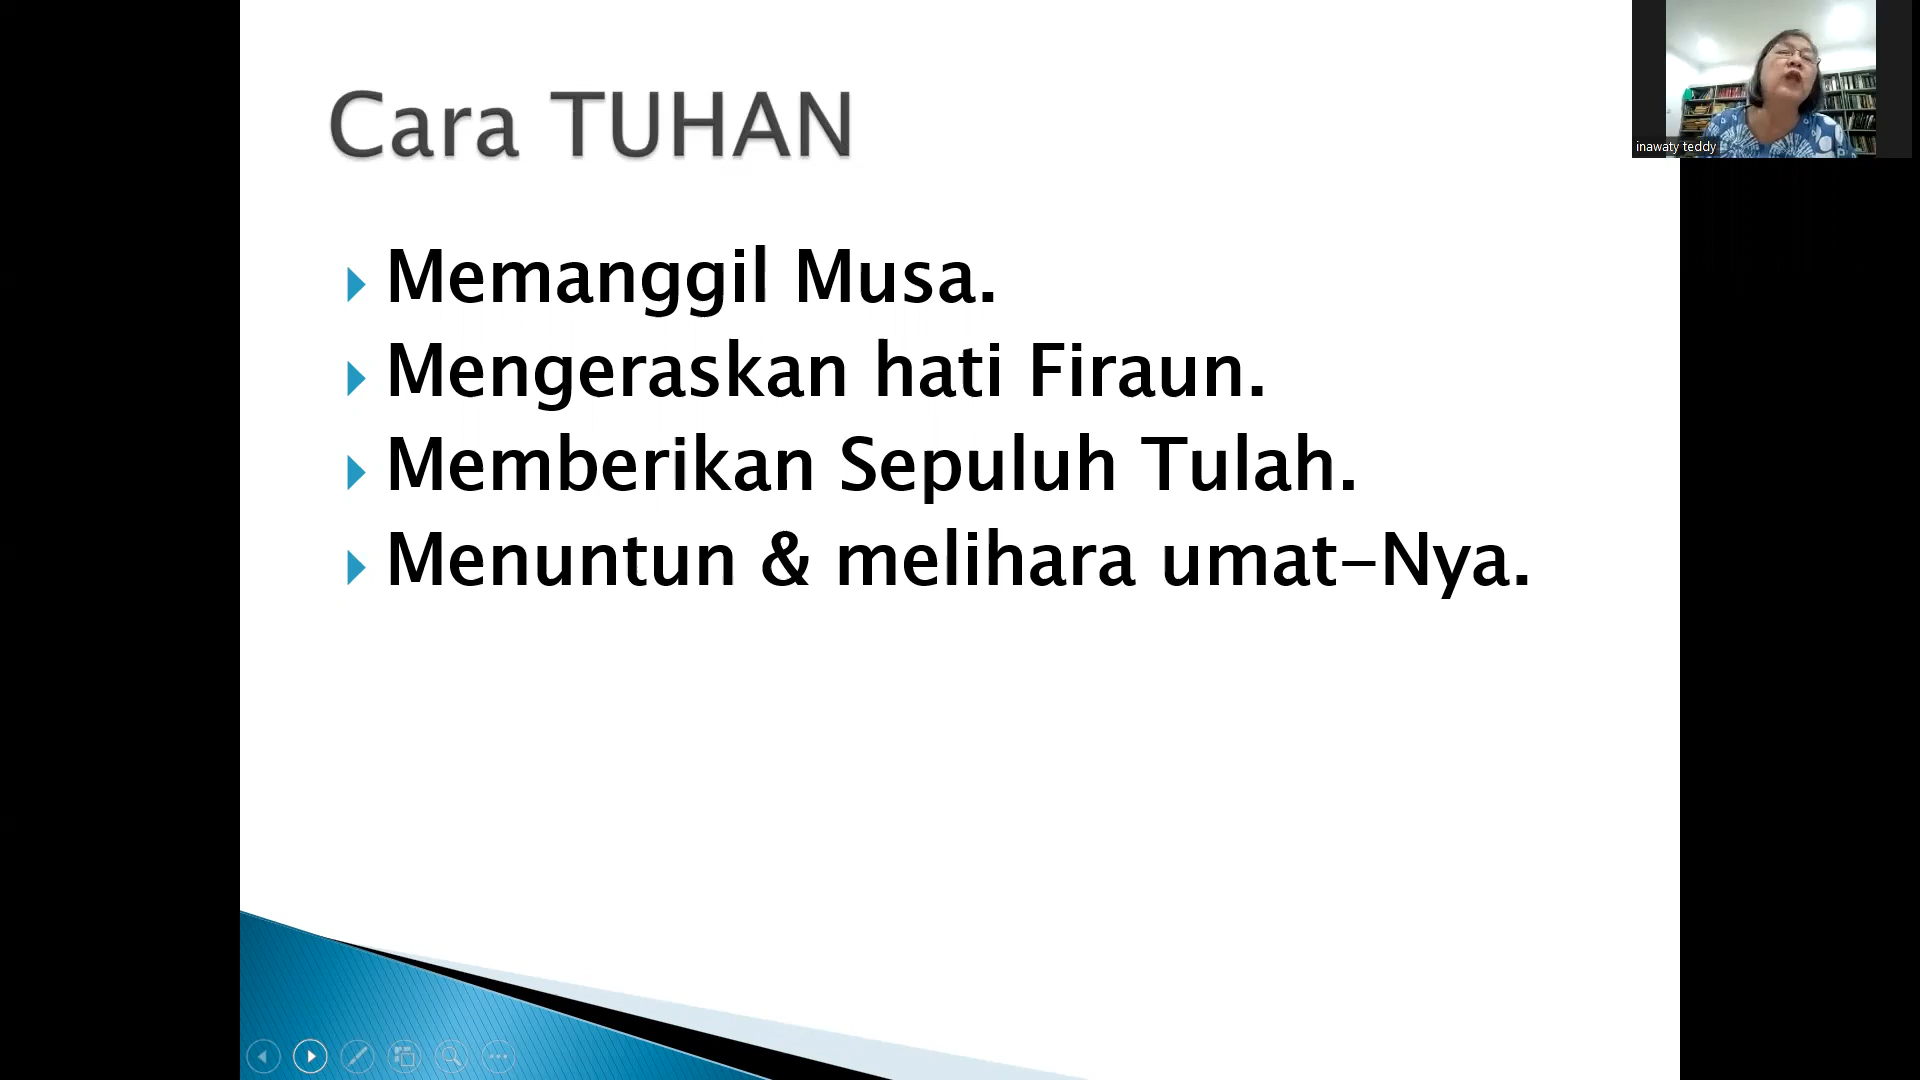 Cara TUHAN
Memanggil Musa.
Mengeraskan hati Firaun.
Memberikan Sepuluh Tulah.
Menuntun & melihara umat-Nya.
inawaty teddy